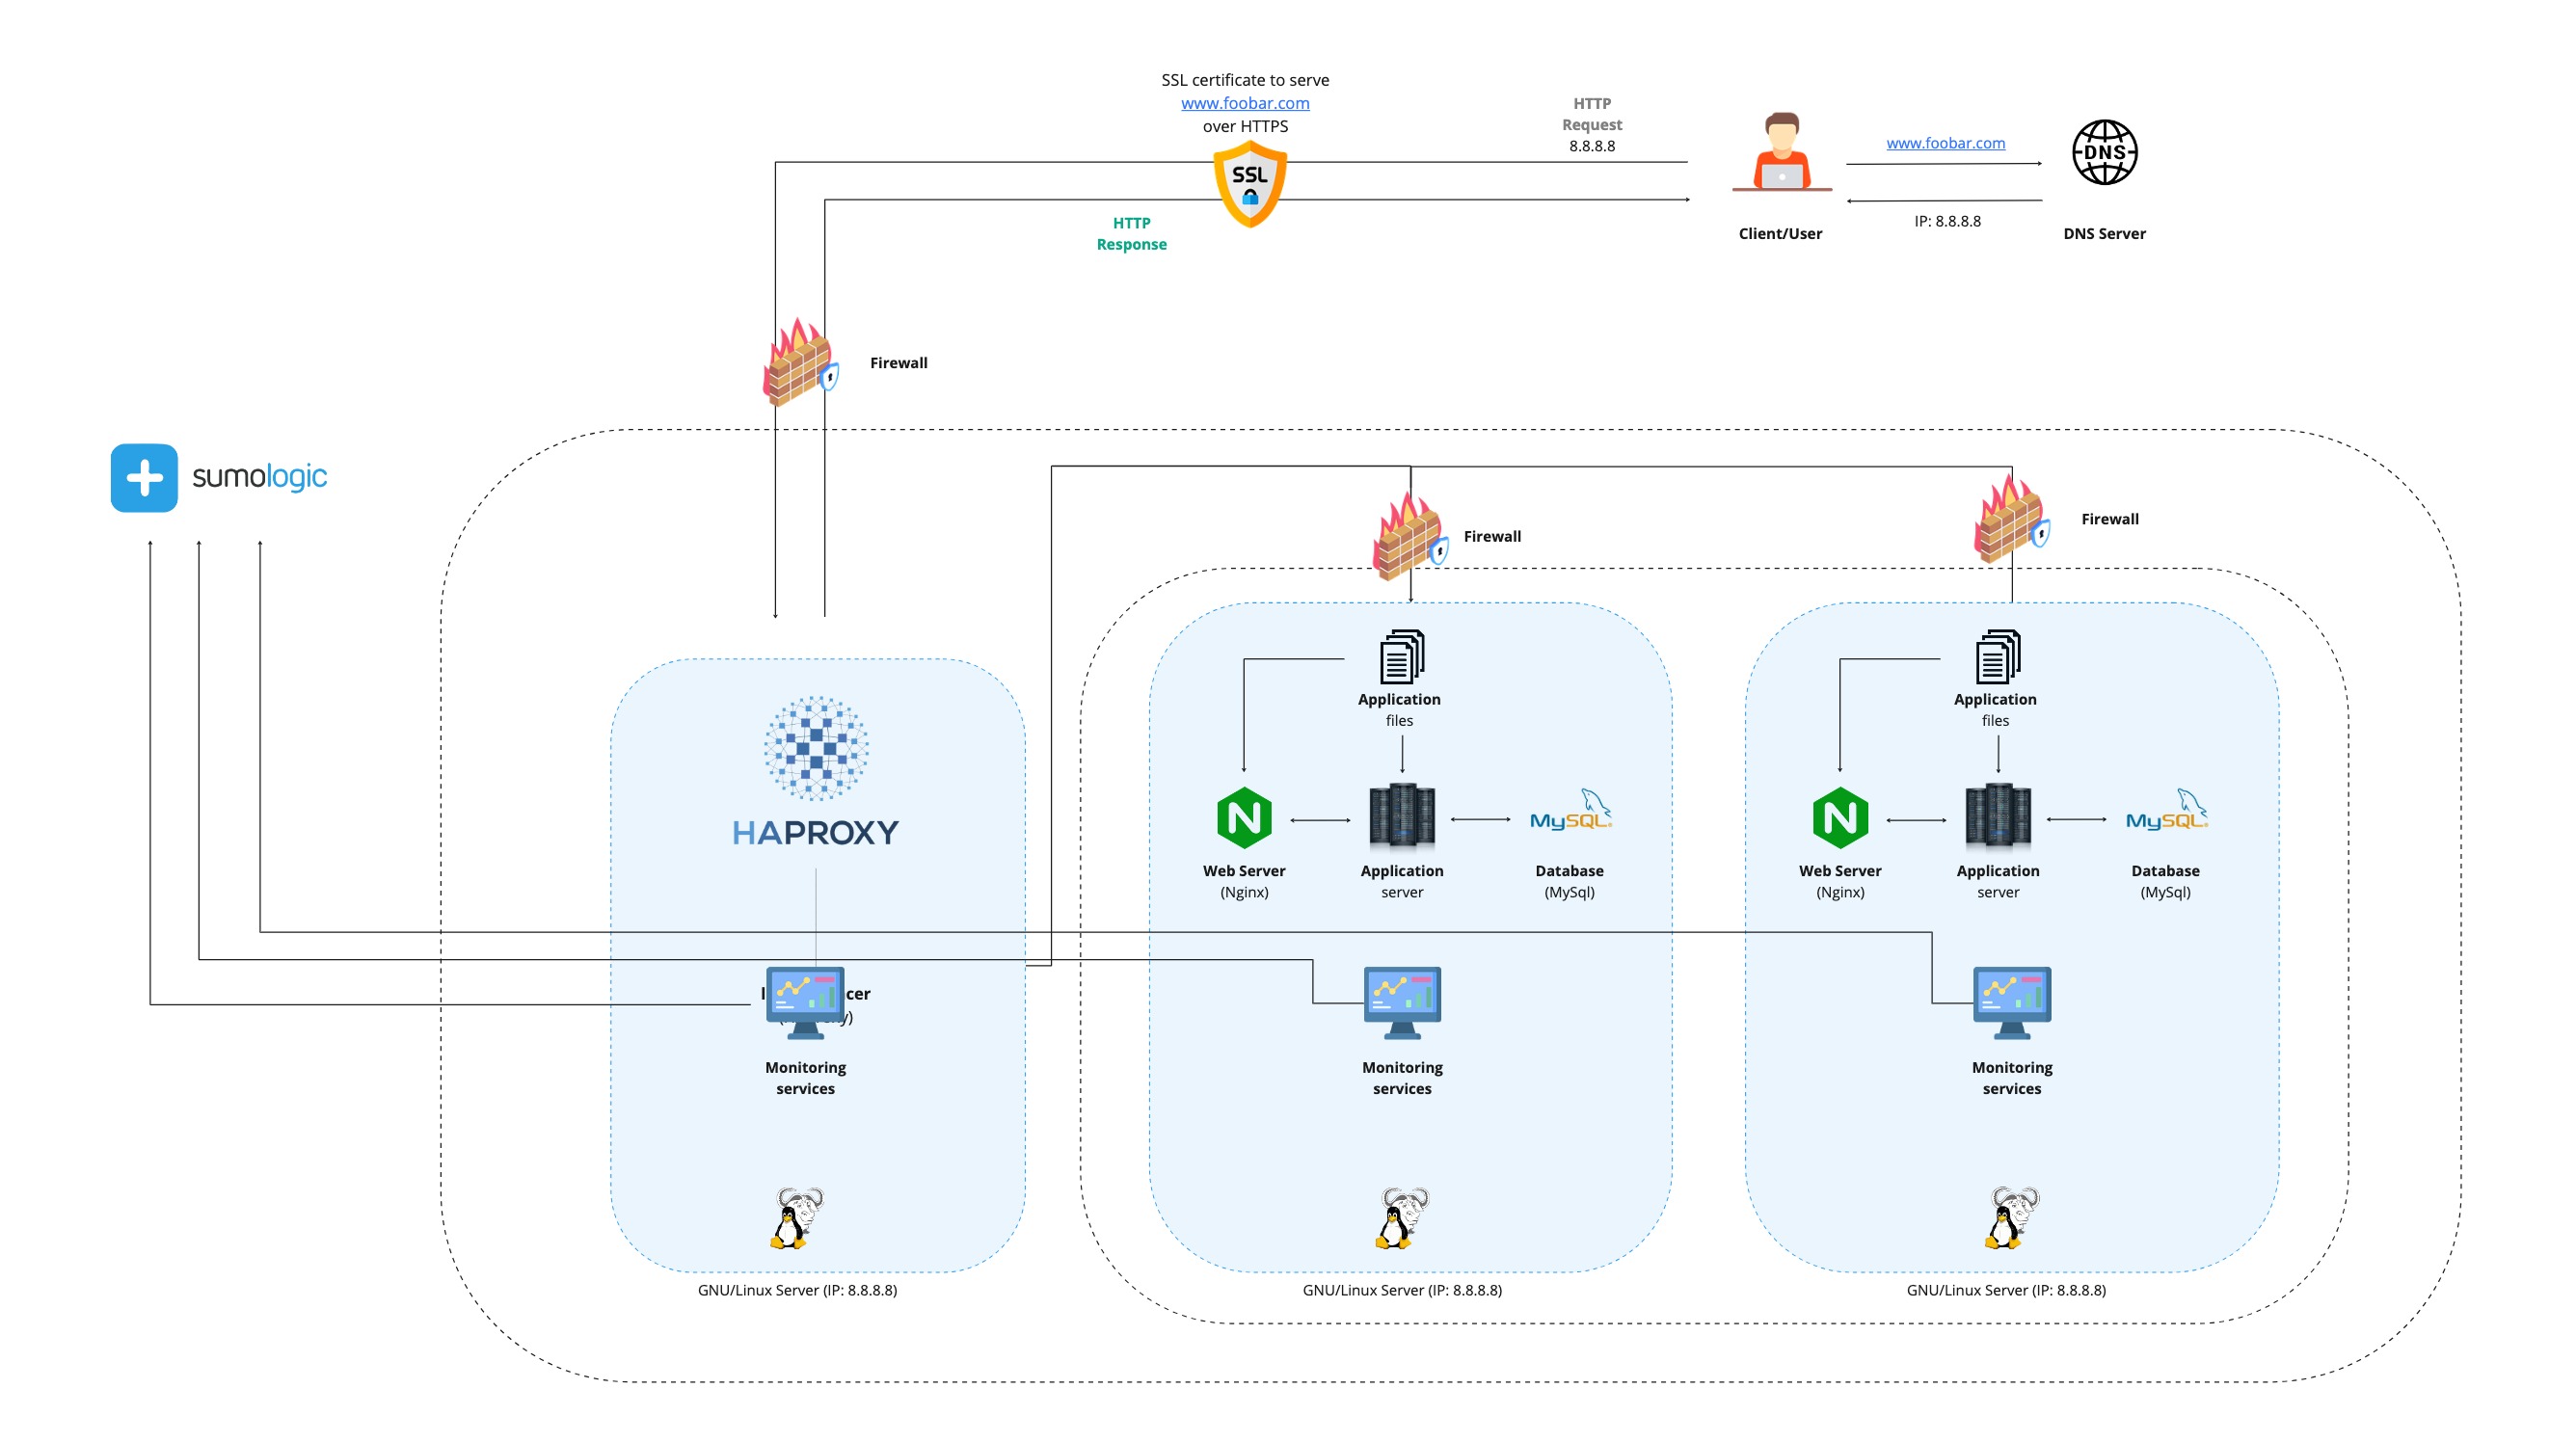 SSL certificate to serve
www.foobar.com
over HTTPS
SSL
HTTP
Request
8.8.8.8
HTTP
Response
Client/User
www.foobar.com
IP: 8.8.8.8
DNS
DNS Server
Firewall
sumologic
Firewall
Firewall
HAPROXY
Monitoring
services
GNU/Linux Server (IP: 8.8.8.8)
Application
files
Web Server
(Nginx)
Application
server
MySQL
Database
(MySql)
Monitoring
services
GNU/Linux Server (IP: 8.8.8.8)
Application
files
Web Server
(Nginx)
Application
server
MySQL
Database
(MySql)
Monitoring
services
GNU/Linux Server (IP: 8.8.8.8)